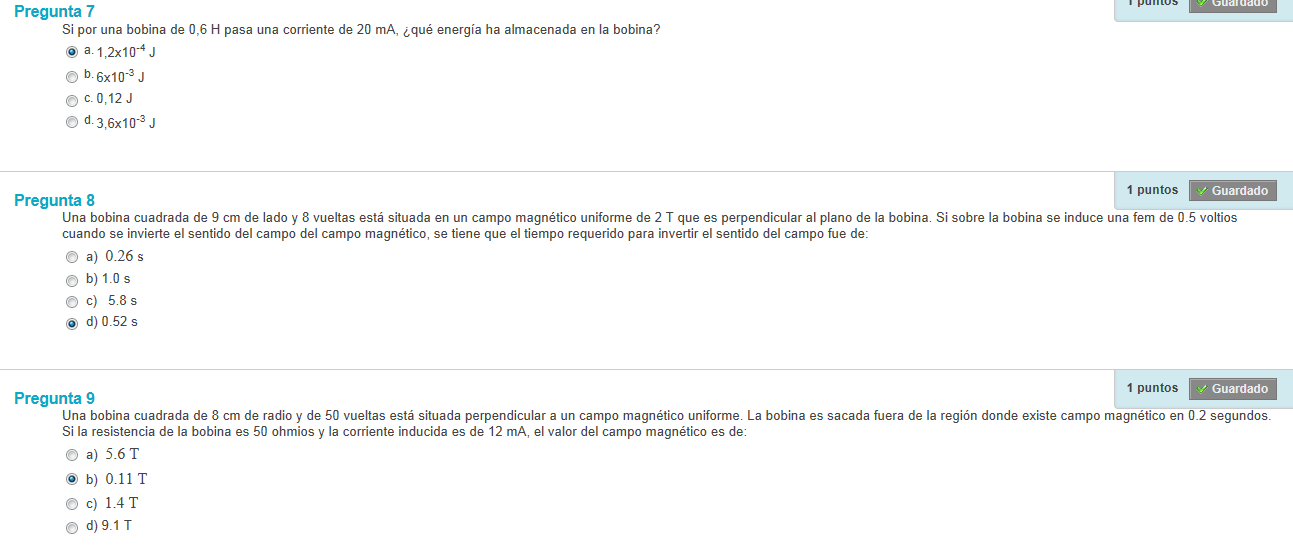 1 puntos Guardado
Pregunta 7
Si por una bobina de 0,6 H pasa una corriente de 20 mA, ¿qué energía ha almacenada en la bobina?
a. 1,2x10-4 J
b. 6x10-3 J
c. 0,12 J
d. 3,6x10-3 J
1 puntos Guardado
Pregunta 8
Una bobina cuadrada de 9 cm de lado y 8 vueltas está situada en un campo magnético uniforme de 2 T que es perpendicular al plano de la bobina. Si sobre la bobina se induce una fem de 0.5 voltios
cuando se invierte el sentido del campo del campo magnético, se tiene que el tiempo requerido para invertir el sentido del campo fue de:
a) 0.26 s
b) 1.0 s
c) 5.8 s
d) 0.52 s
1 puntos Guardado
Pregunta 9
Una bobina cuadrada de 8 cm de radio y de 50 vueltas está situada perpendicular a un campo magnético uniforme. La bobina es sacada fuera de la región donde existe campo magnético en 0.2 segundos.
Si la resistencia de la bobina es 50 ohmios y la corriente inducida es de 12 mA, el valor del campo magnético es de:
a) 5.6 T
b) 0.11 T
c) 1.4 T
d) 9.1 T